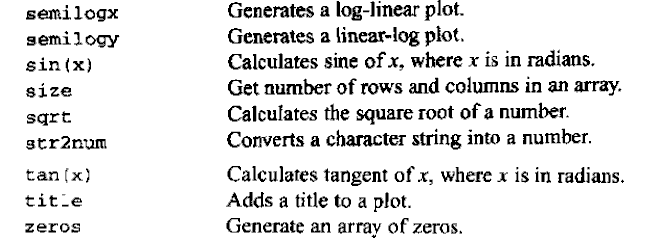 semilogx Generates a log-linear plot.
semilogy Generates a linear-log plot.
sin(x) Calculates sine of x, where x is in radians.
size Get number of rows and columns in an array.
sqrt Calculates the square root of a number.
str2num Converts a character string into a number.
tan(x) Calculates tangent of x, where x is in radians.
title Adds a title to a plot.
zeros Generate an array of zeros.